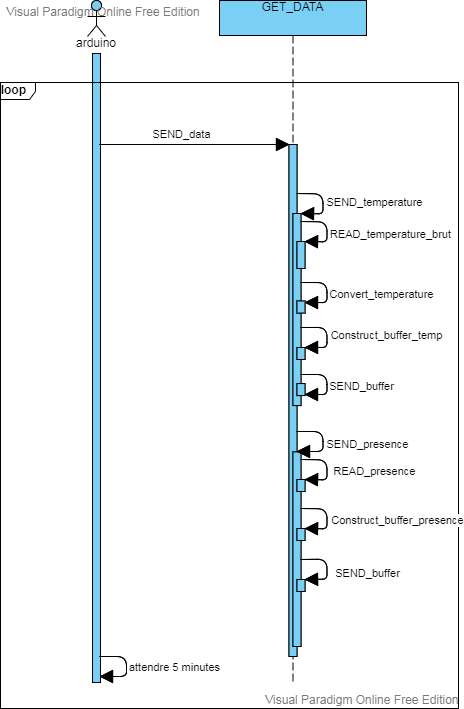 Visual Paradigm Online Free Edition
GET_DATA
arduino
loop
SEND_data
SEND_temperature
READ_temperature_brut
Convert_temperature
Construct_buffer_temp
SEND_buffer
SEND_presence
READ_presence
Construct_buffer_presence
SEND_buffer
attendre 5 minutes
Visual Paradigm Online Free Edition